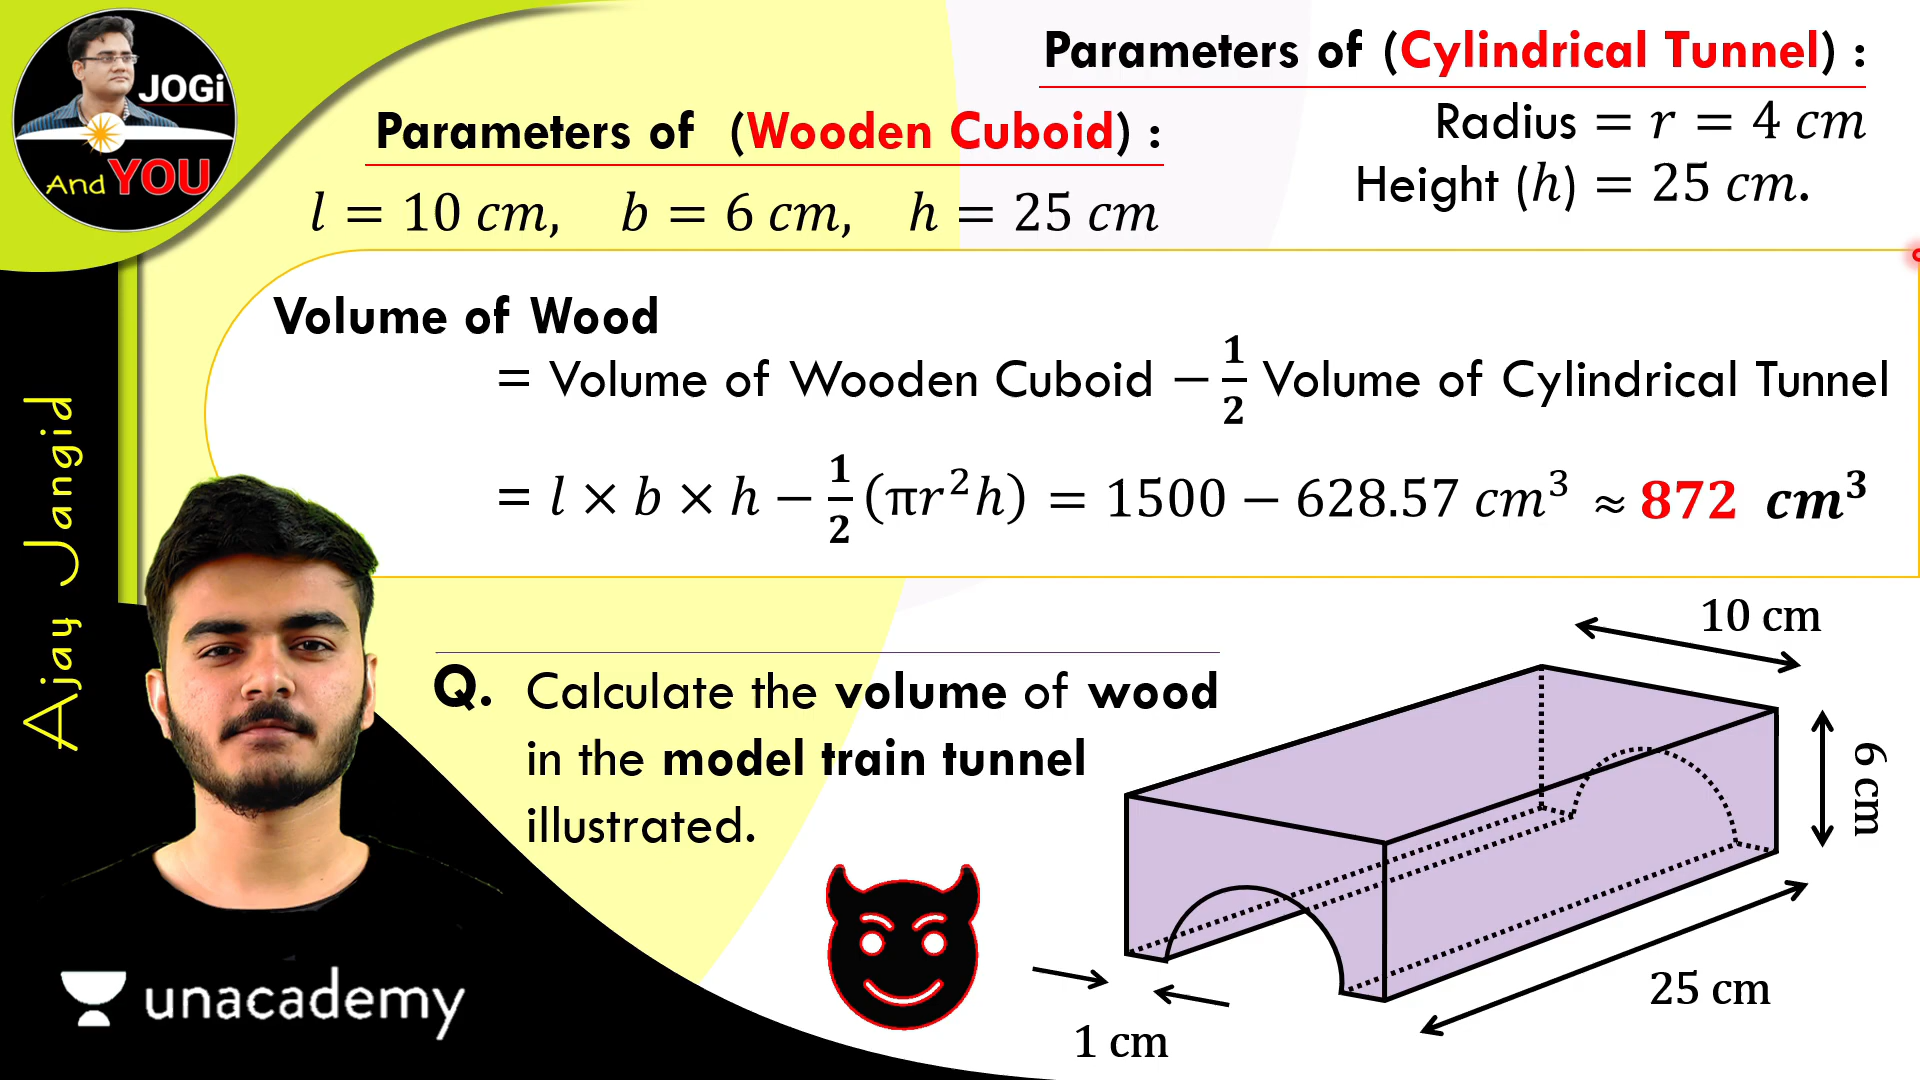 JOGi
And YOU
Parameters of (Cylindrical Tunnel) :
Radius = r = 4 cm
Height (h) = 25 cm.
Parameters of (Wooden Cuboid) :
l = 10 cm, b = 6 cm, h = 25 cm
Volume of Wood
= Volume of Wooden Cuboid − 1/2 Volume of Cylindrical Tunnel
= l × b × h − 1/2 (πr²h) = 1500 − 628.57 cm³ ≈ 872 cm³
Ajay Jangid
Q. Calculate the volume of wood
in the model train tunnel
illustrated.
10 cm
6 cm
25 cm
1 cm
unacademy